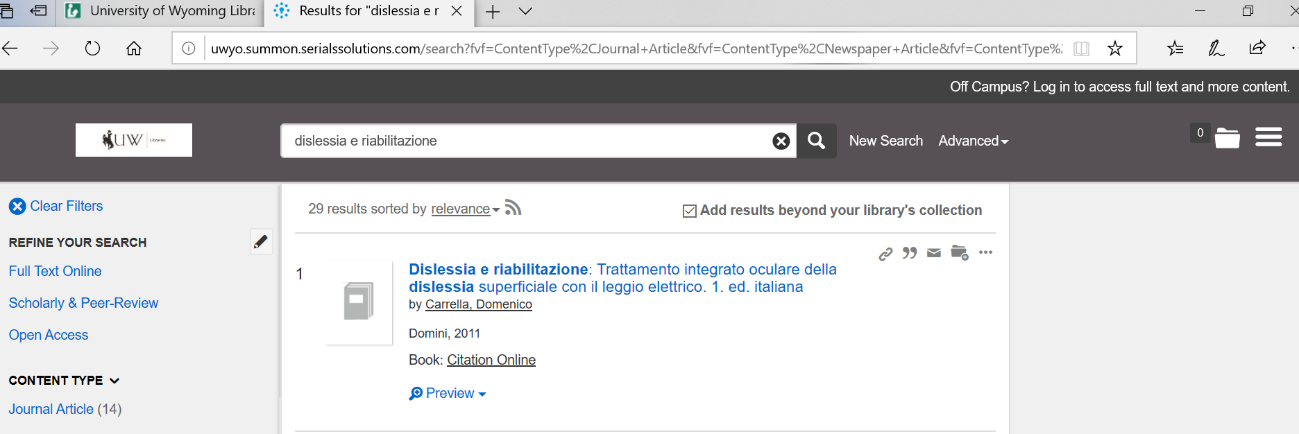 University of Wyoming Libra
Results for "dislessia e r
uwyo.summon.serialssolutions.com/search?fvf=ContentType%2CJournal+Article&fvf=ContentType%2CNewspaper+Article&fvf=ContentType%2
Off Campus? Log in to access full text and more content.
UW
dislessia e riabilitazione
New Search
Advanced
0
Clear Filters
REFINE YOUR SEARCH
Full Text Online
Scholarly & Peer-Review
Open Access
CONTENT TYPE
Journal Article (14)
29 results sorted by relevance
Add results beyond your library's collection
1
Dislessia e riabilitazione: Trattamento integrato oculare della
dislessia superficiale con il leggio elettrico. 1. ed. italiana
by Carrella, Domenico
Domini, 2011
Book: Citation Online
Preview